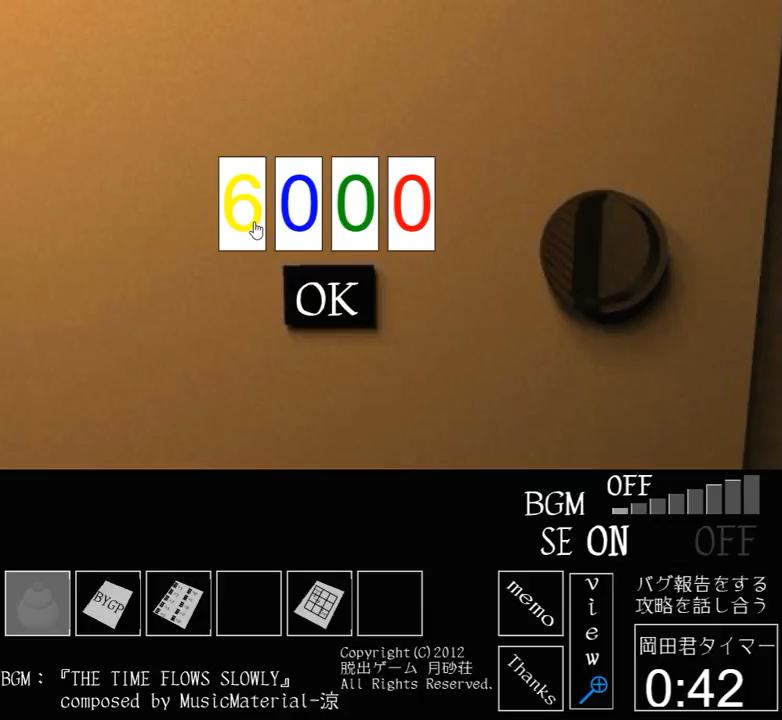 6000
OK
BGM OFF
SE ON OFF
BYGP
memo
view
Thanks
バグ報告をする
攻略を話し合う
岡田君タイマー
0:42
Copyright(C)2012
脱出ゲーム 月砂荘
All Rights Reserved.
BGM:『THE TIME FLOWS SLOWLY』
composed by MusicMaterial-涼